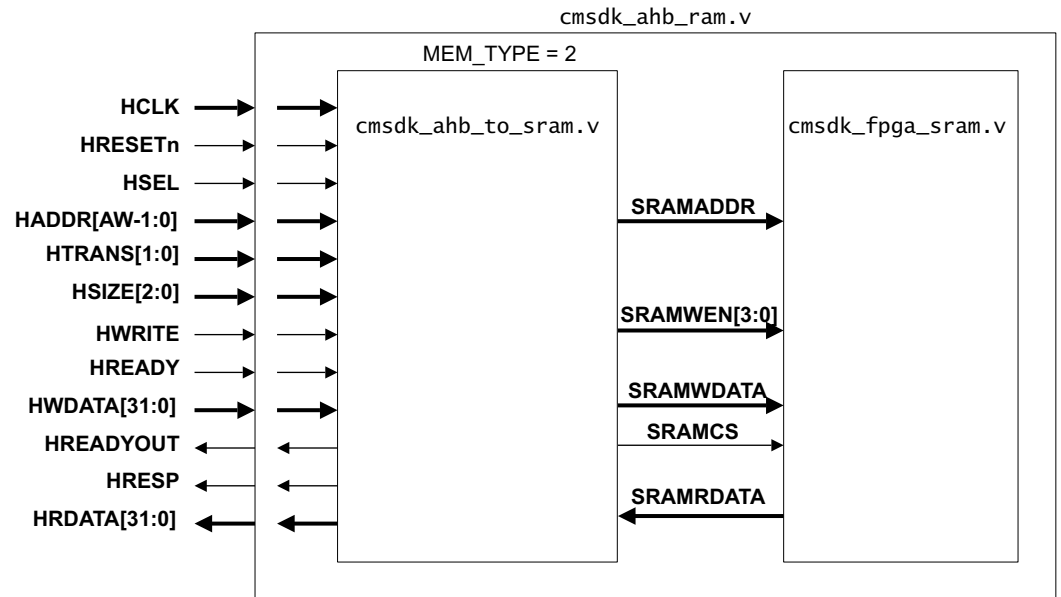 cmsdk_ahb_ram.v
MEM_TYPE = 2
HCLK
cmsdk_ahb_to_sram.v
cmsdk_fpga_sram.v
HRESETn
HSEL
HADDR[AW-1:0]
SRAMADDR
HTRANS[1:0]
HSIZE[2:0]
SRAMWEN[3:0]
HWRITE
HREADY
SRAMWDATA
HWDATA[31:0]
SRAMCS
HREADYOUT
HRESP
SRAMRDATA
HRDATA[31:0]